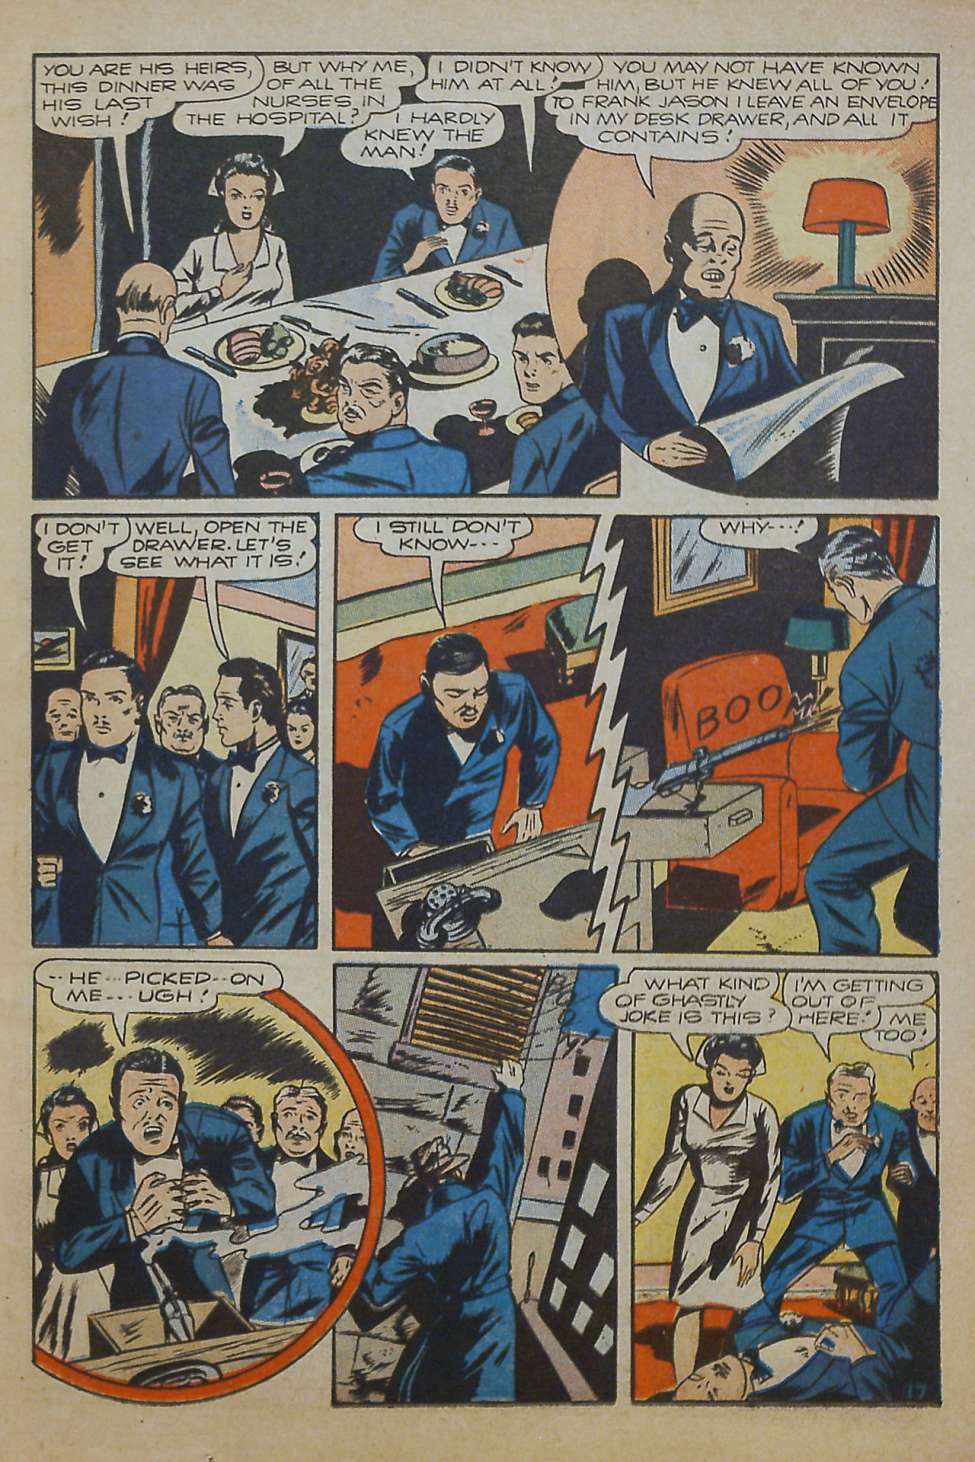 YOU ARE HIS HEIRS,
THIS DINNER WAS
HIS LAST
WISH!
BUT WHY ME,
OF ALL THE
NURSES IN
THE HOSPITAL?
I DIDN'T KNOW
HIM AT ALL!
I HARDLY
KNEW THE
MAN!
YOU MAY NOT HAVE KNOWN
HIM, BUT HE KNEW ALL OF YOU!
TO FRANK JASON I LEAVE AN ENVELOPE
IN MY DESK DRAWER, AND ALL IT
CONTAINS!
I DON'T
GET
IT!
WELL, OPEN THE
DRAWER. LET'S
SEE WHAT IT IS!
I STILL DON'T
KNOW---
WHY---!
BOOM
--HE---PICKED--ON
ME---UGH!
BOOM!
WHAT KIND
OF GHASTLY
JOKE IS THIS?
I'M GETTING
OUT OF
HERE!
ME
TOO!
17